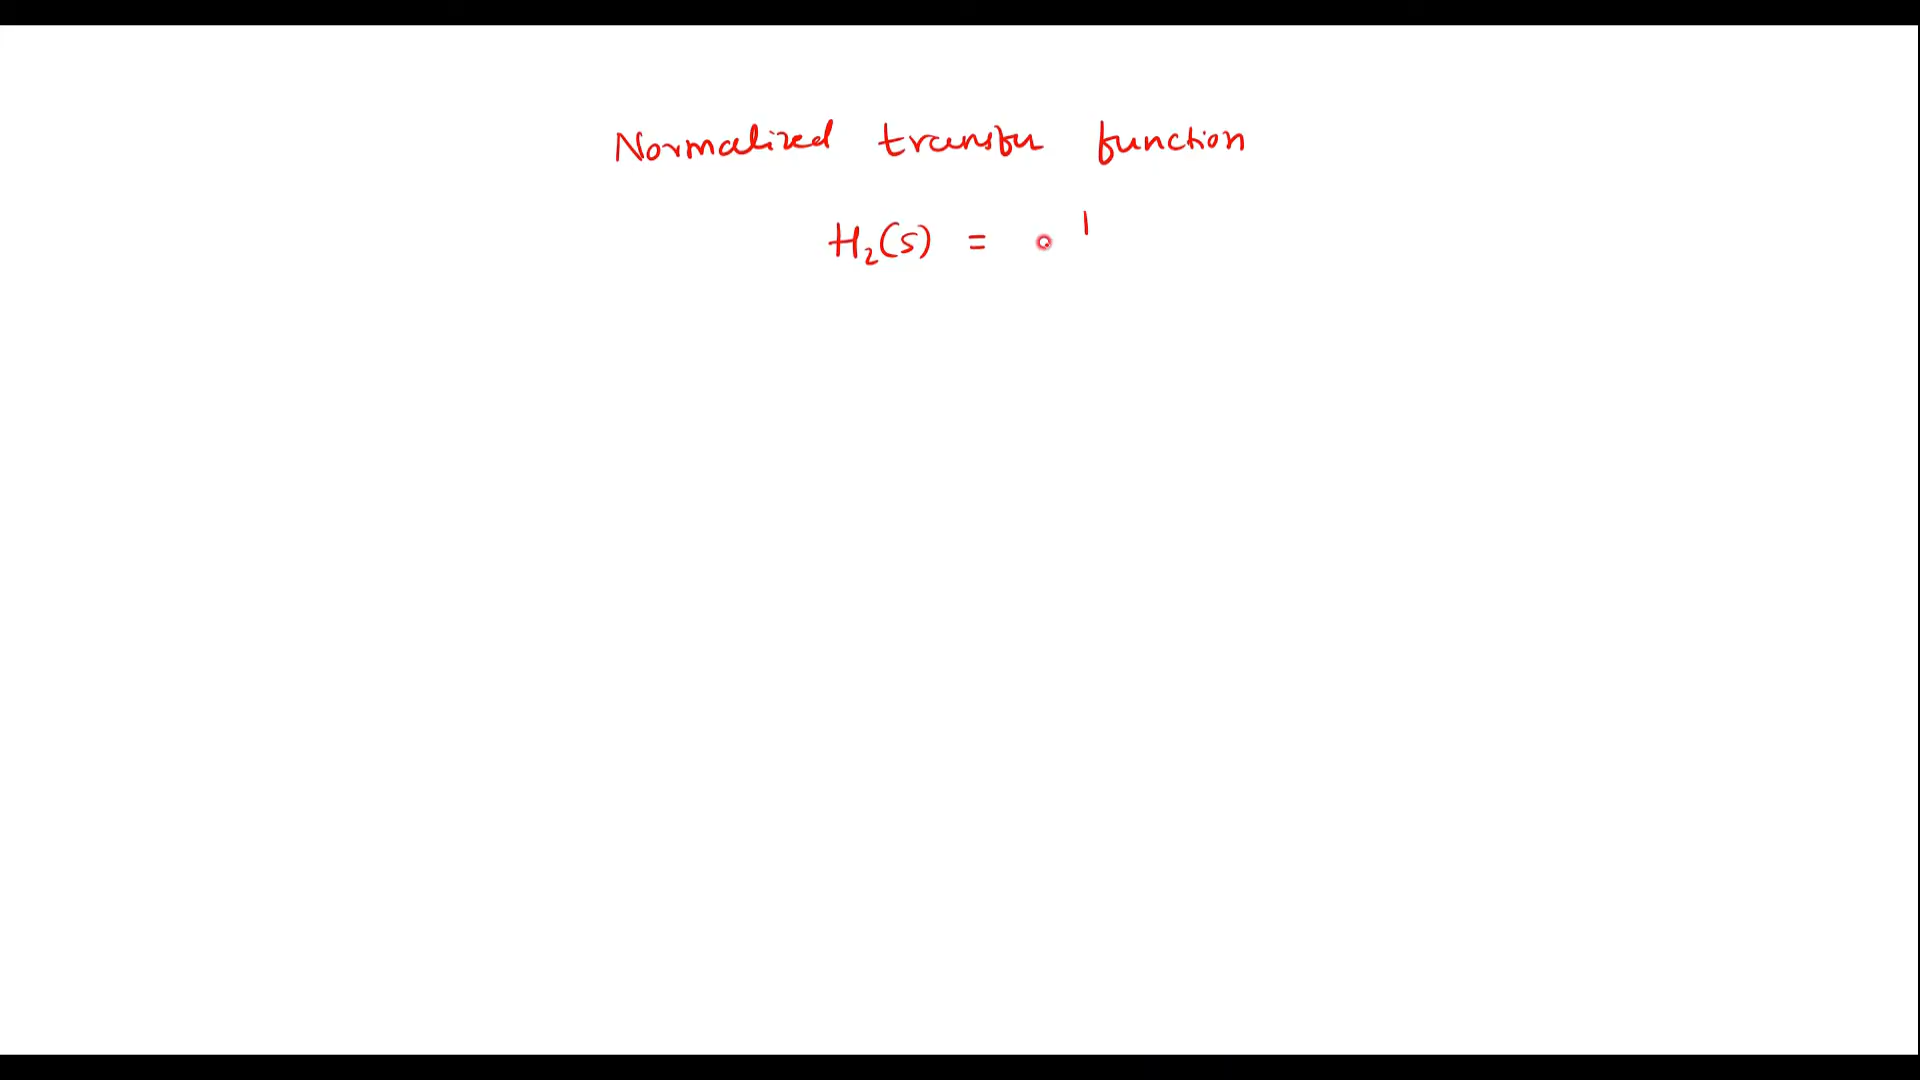 Normalized transfer function
H₂(s) = 1